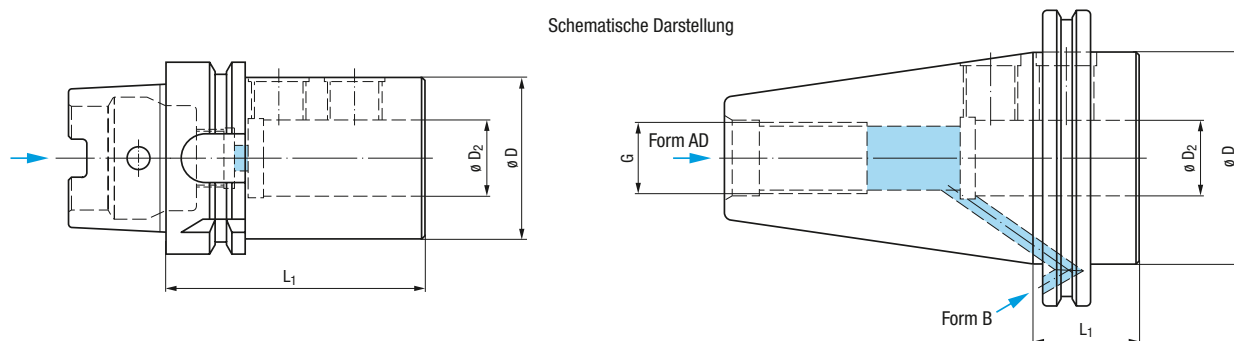 Schematische Darstellung
ø D₂
ø D
L₁
G
Form AD
ø D₂
ø D
Form B
L₁